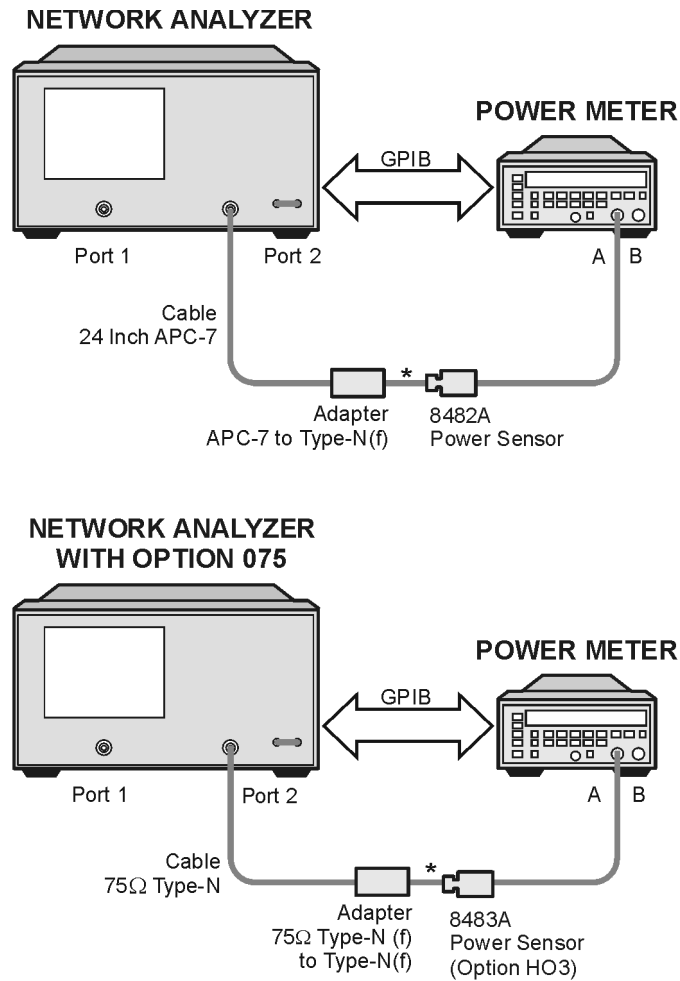 NETWORK ANALYZER
POWER METER
GPIB
Port 1
Port 2
A
B
Cable
24 Inch APC-7
*
Adapter
APC-7 to Type-N(f)
8482A
Power Sensor
NETWORK ANALYZER
WITH OPTION 075
POWER METER
GPIB
Port 1
Port 2
A
B
Cable
75Ω Type-N
*
Adapter
75Ω Type-N (f)
to Type-N(f)
8483A
Power Sensor
(Option HO3)